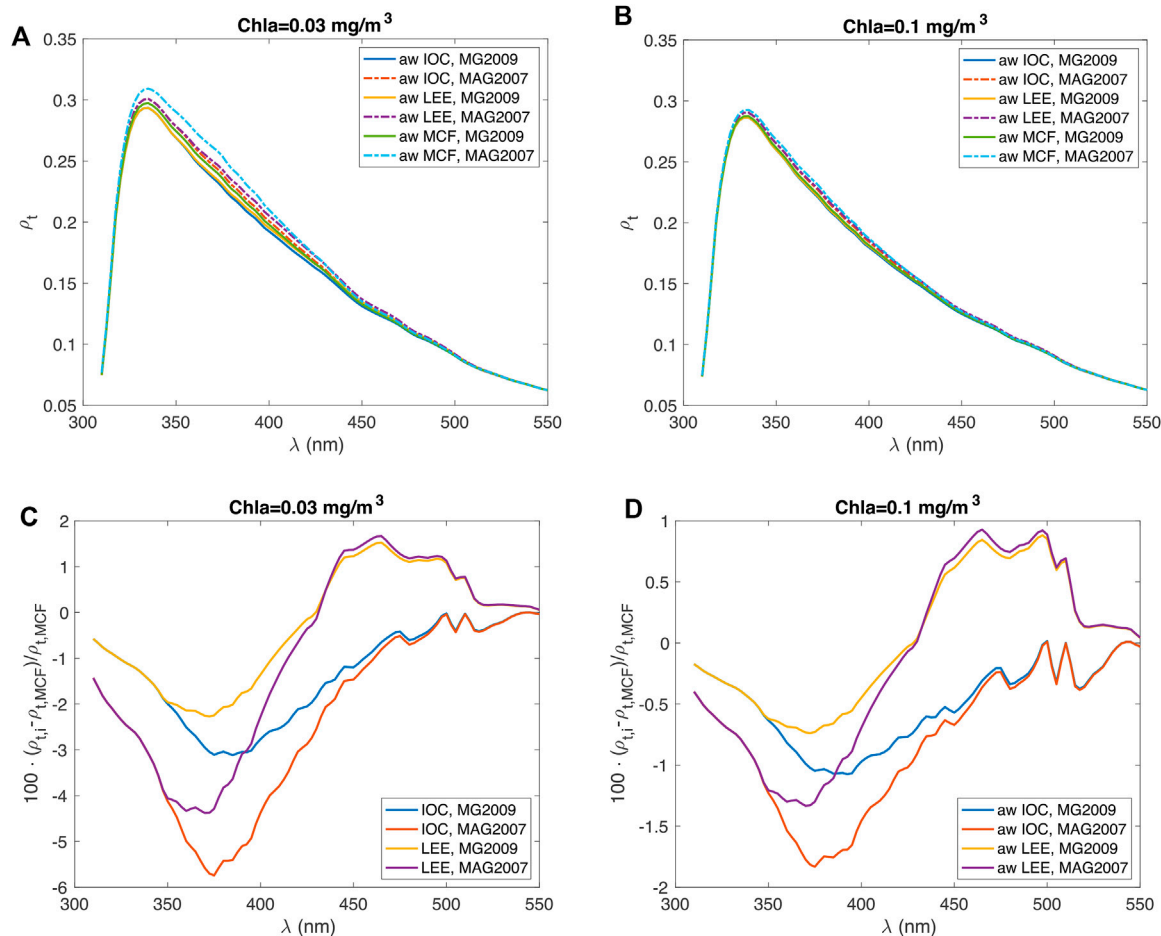 A
Chla=0.03 mg/m³
0.35
0.3
0.25
0.2
0.15
0.1
0.05
ρt
300 350 400 450 500 550
λ (nm)
aw IOC, MG2009
aw IOC, MAG2007
aw LEE, MG2009
aw LEE, MAG2007
aw MCF, MG2009
aw MCF, MAG2007
B
Chla=0.1 mg/m³
0.35
0.3
0.25
0.2
0.15
0.1
0.05
ρt
300 350 400 450 500 550
λ (nm)
aw IOC, MG2009
aw IOC, MAG2007
aw LEE, MG2009
aw LEE, MAG2007
aw MCF, MG2009
aw MCF, MAG2007
C
Chla=0.03 mg/m³
2
1
0
-1
-2
-3
-4
-5
-6
100 · (ρt,i-ρt,MCF)/ρt,MCF
300 350 400 450 500 550
λ (nm)
IOC, MG2009
IOC, MAG2007
LEE, MG2009
LEE, MAG2007
D
Chla=0.1 mg/m³
1
0.5
0
-0.5
-1
-1.5
-2
100 · (ρt,i-ρt,MCF)/ρt,MCF
300 350 400 450 500 550
λ (nm)
aw IOC, MG2009
aw IOC, MAG2007
aw LEE, MG2009
aw LEE, MAG2007